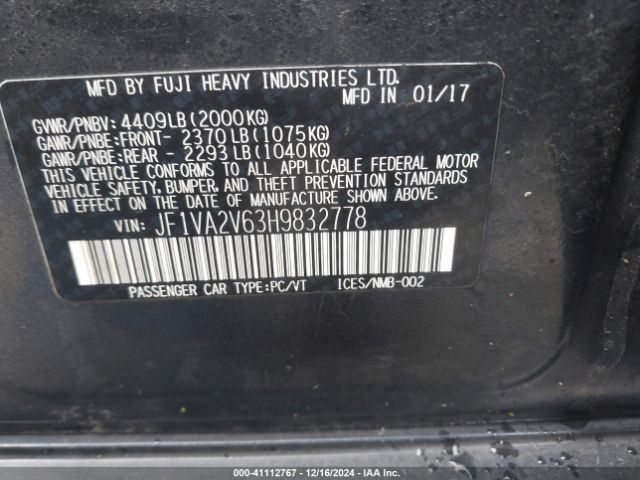 MFD BY FUJI HEAVY INDUSTRIES LTD.
MFD IN 01/17
GVWR/PNBV: 4409LB(2000KG)
GAWR/PNBE:FRONT- 2370LB(1075KG)
GAWR/PNBE:REAR - 2293LB(1040KG)
THIS VEHICLE CONFORMS TO ALL APPLICABLE FEDERAL MOTOR
VEHICLE SAFETY, BUMPER, AND THEFT PREVENTION STANDARDS
IN EFFECT ON THE DATE OF MANUFACTURE SHOWN ABOVE.
VIN: JF1VA2V63H9832778
PASSENGER CAR TYPE:PC/VT ICES/NMB-002
000-41112767 - 12/16/2024 - IAA Inc.